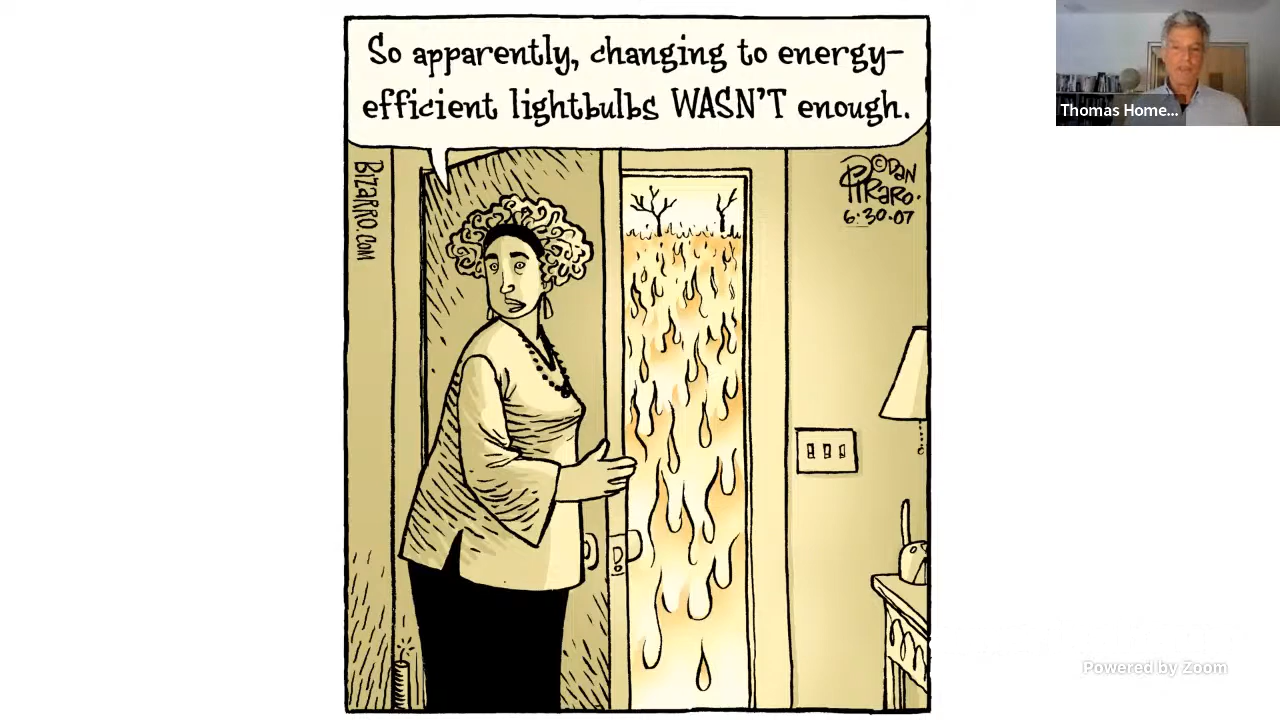 So apparently, changing to energy-
efficient lightbulbs WASN'T enough.
BIZARRO.COM
©DAN
PIRARO.
6·30·07
Thomas Home...
Powered by Zoom